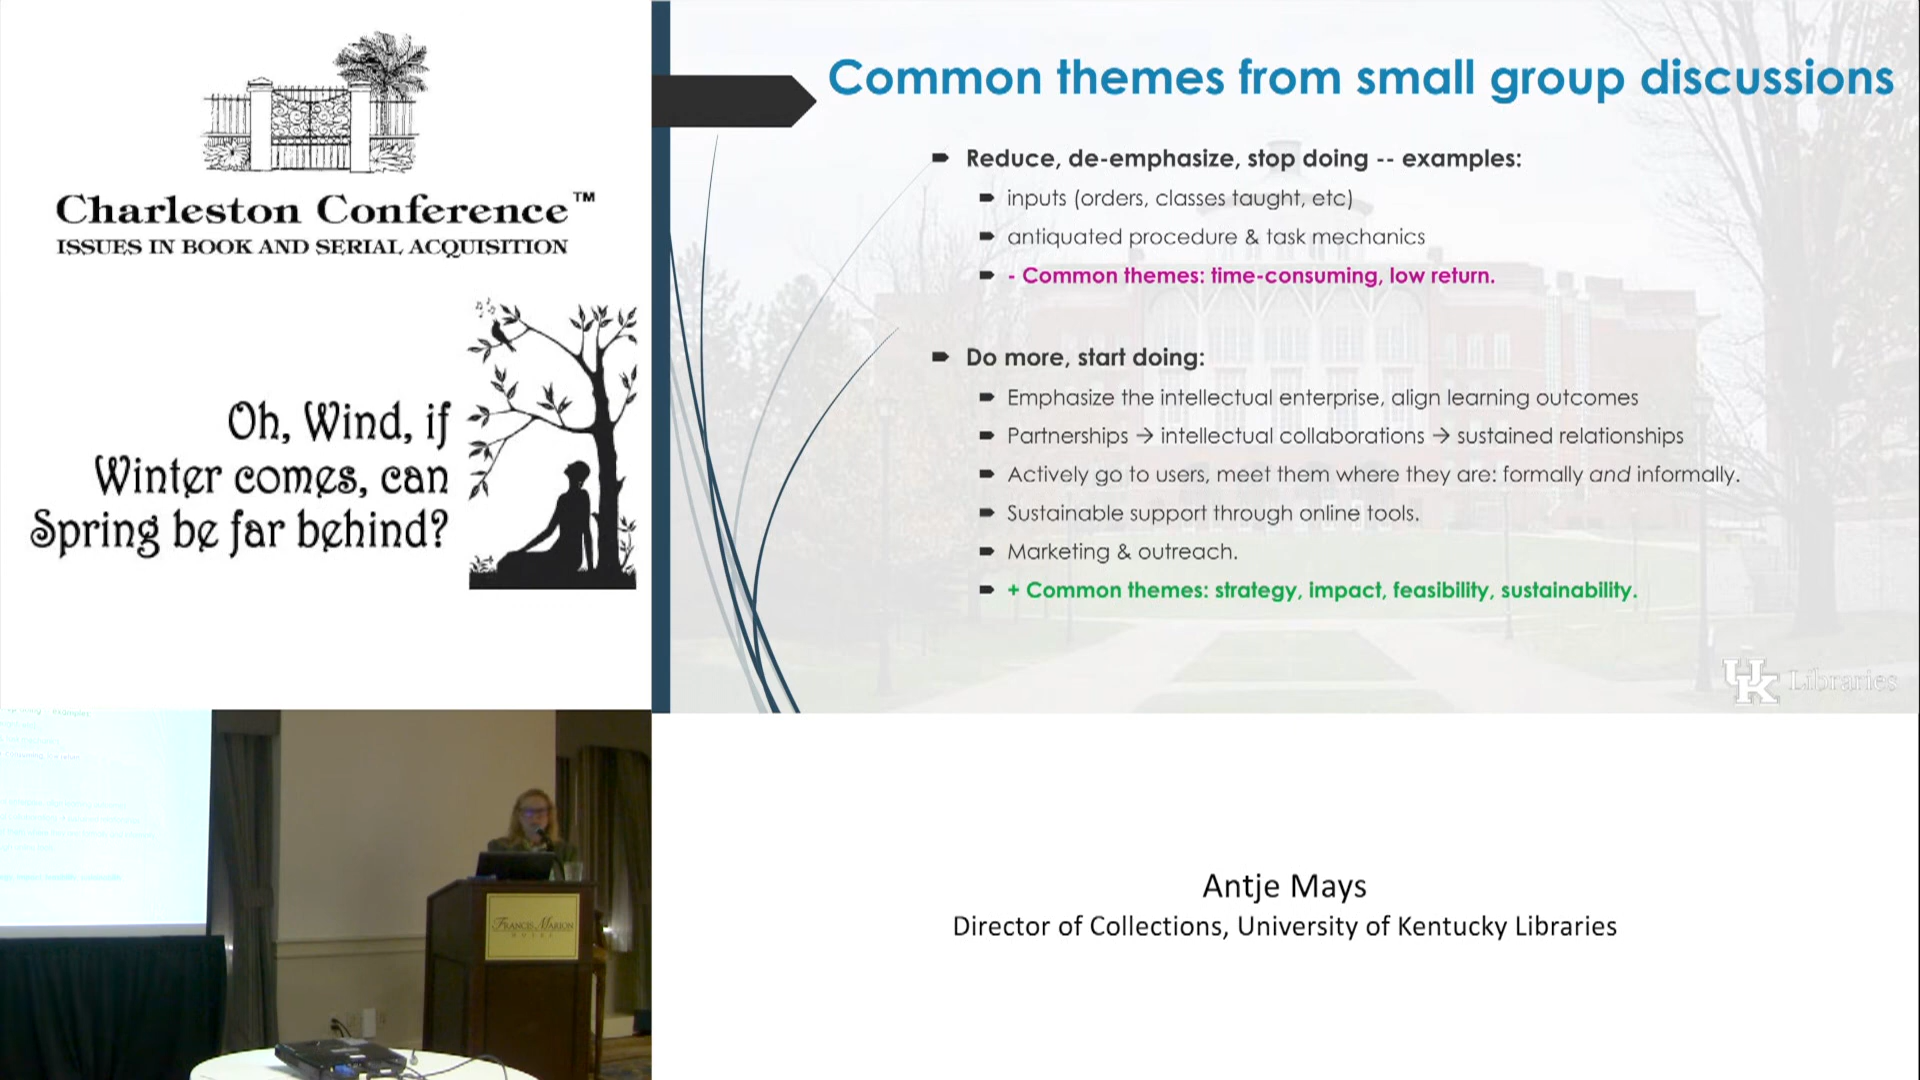 Charleston Conference™
ISSUES IN BOOK AND SERIAL ACQUISITION
Oh, Wind, if
Winter comes, can
Spring be far behind?
Common themes from small group discussions
Reduce, de-emphasize, stop doing -- examples:
inputs (orders, classes taught, etc)
antiquated procedure & task mechanics
- Common themes: time-consuming, low return.
Do more, start doing:
Emphasize the intellectual enterprise, align learning outcomes
Partnerships → intellectual collaborations → sustained relationships
Actively go to users, meet them where they are: formally and informally.
Sustainable support through online tools.
Marketing & outreach.
+ Common themes: strategy, impact, feasibility, sustainability.
UK Libraries
FRANCIS MARION
HOTEL
Antje Mays
Director of Collections, University of Kentucky Libraries